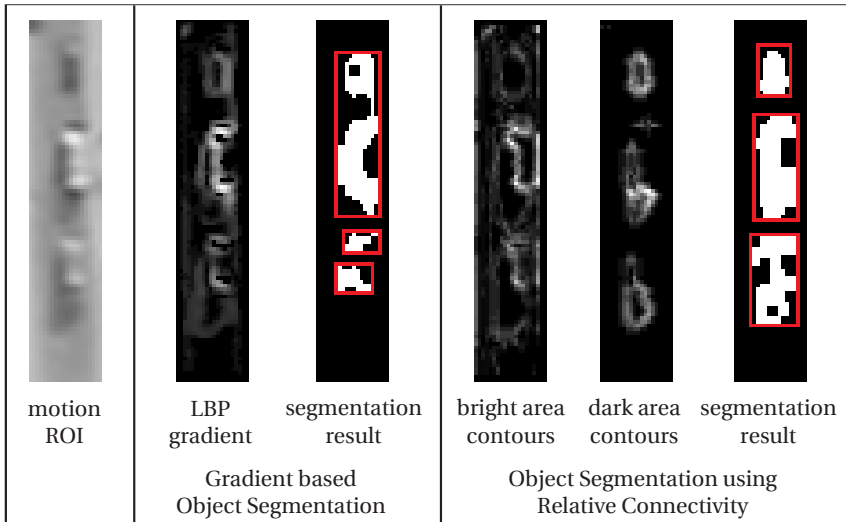 motion
ROI
LBP
gradient
segmentation
result
bright area
contours
dark area
contours
segmentation
result
Gradient based
Object Segmentation
Object Segmentation using
Relative Connectivity